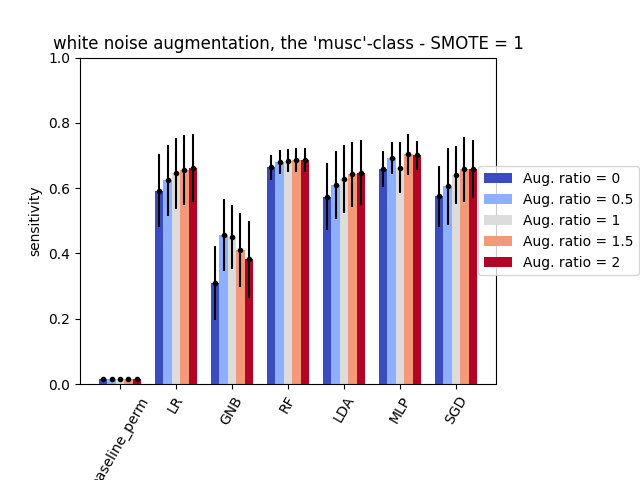 white noise augmentation, the 'musc'-class - SMOTE = 1
sensitivity
1.0
0.8
0.6
0.4
0.2
0.0
aseline_perm
LR
GNB
RF
LDA
MLP
SGD
Aug. ratio = 0
Aug. ratio = 0.5
Aug. ratio = 1
Aug. ratio = 1.5
Aug. ratio = 2